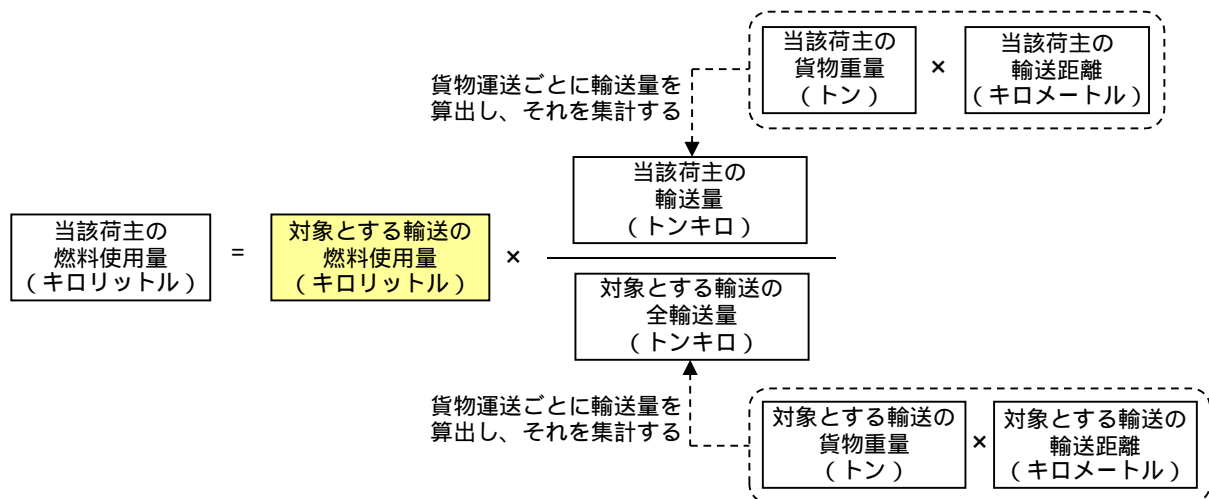 当該荷主の
貨物重量
(トン)
×
当該荷主の
輸送距離
(キロメートル)
貨物運送ごとに輸送量を
算出し、それを集計する
当該荷主の
輸送量
(トンキロ)
当該荷主の
燃料使用量
(キロリットル)
=
対象とする輸送の
燃料使用量
(キロリットル)
×
対象とする輸送の
全輸送量
(トンキロ)
貨物運送ごとに輸送量を
算出し、それを集計する
対象とする輸送の
貨物重量
(トン)
×
対象とする輸送の
輸送距離
(キロメートル)